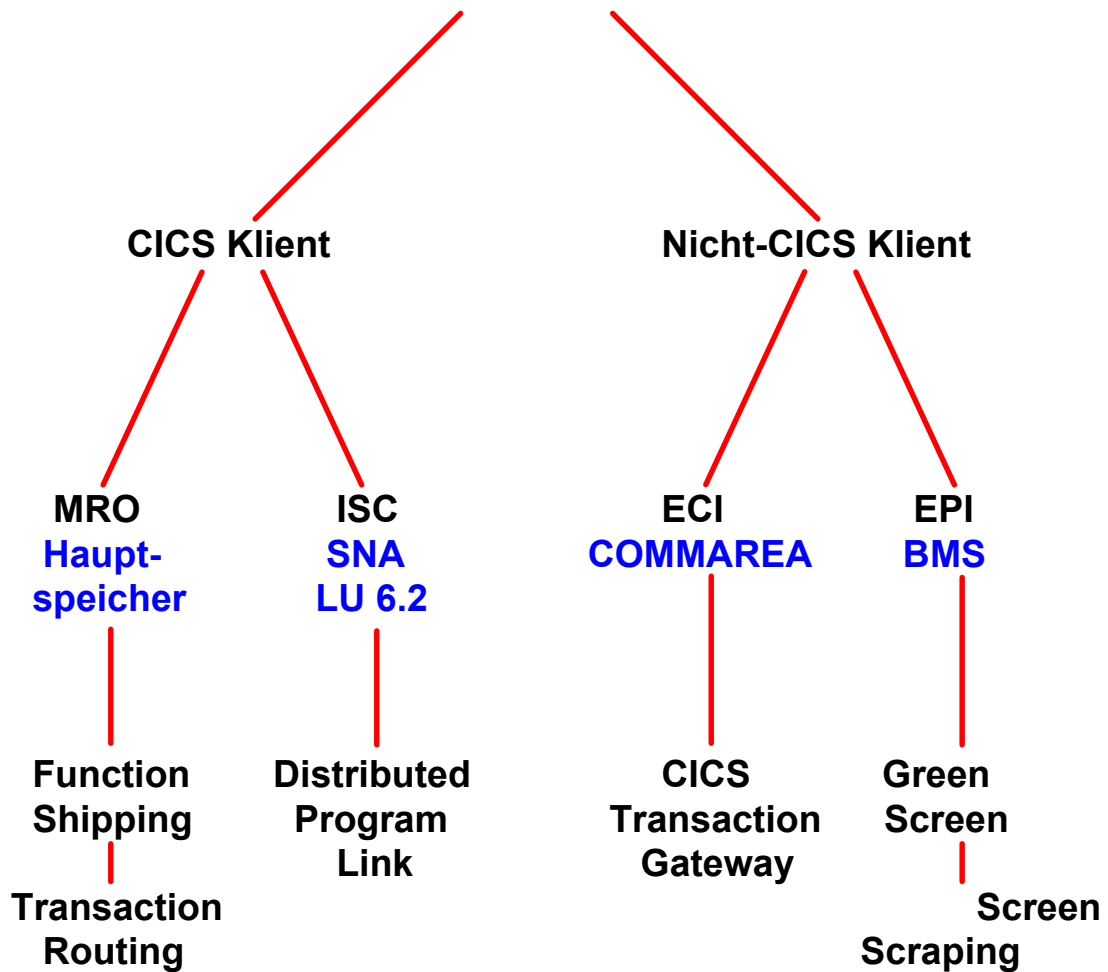 CICS Klient
Nicht-CICS Klient
MRO
Haupt-
speicher
ISC
SNA
LU 6.2
ECI
COMMAREA
EPI
BMS
Function
Shipping
Distributed
Program
Link
CICS
Transaction
Gateway
Green
Screen
Transaction
Routing
Screen
Scraping